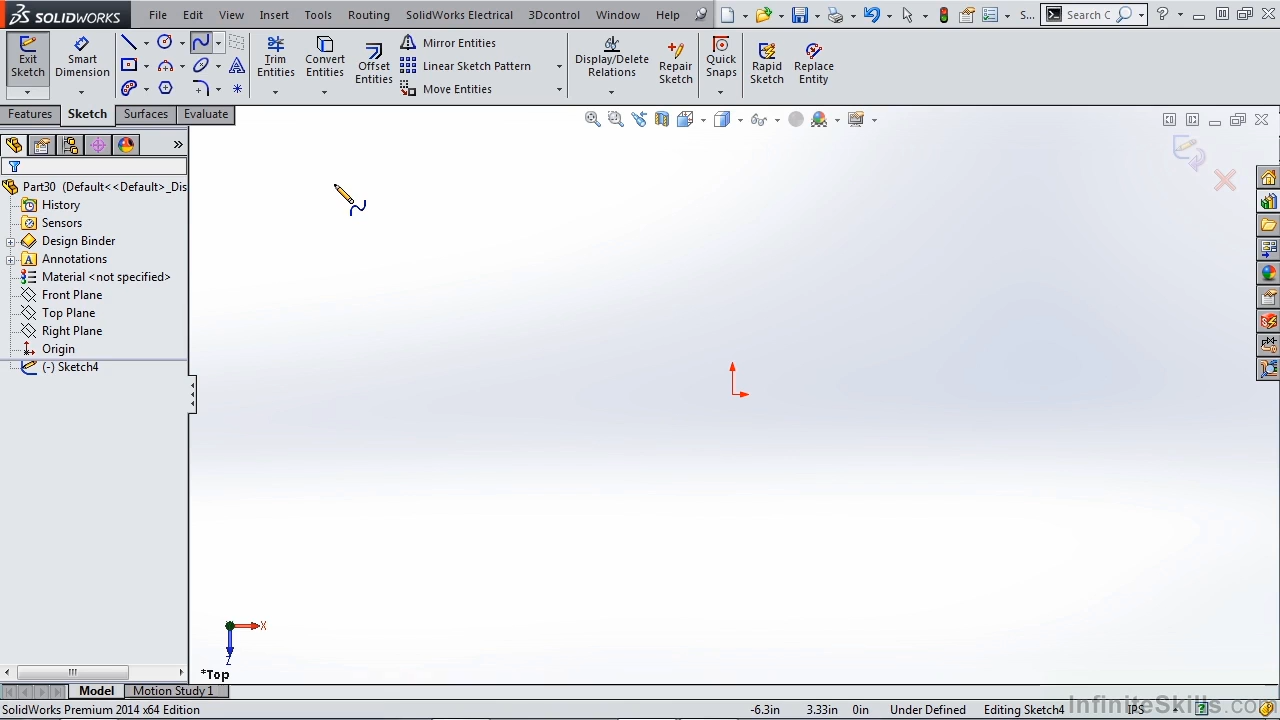 SOLIDWORKS File Edit View Insert Tools Routing SolidWorks Electrical 3Dcontrol Window Help S... Search C
Exit Sketch
Smart Dimension
Trim Entities
Convert Entities
Offset Entities
Mirror Entities
Linear Sketch Pattern
Move Entities
Display/Delete Relations
Repair Sketch
Quick Snaps
Rapid Sketch
Replace Entity
Features Sketch Surfaces Evaluate
Part30 (Default<<Default>_Dis
History
Sensors
Design Binder
Annotations
Material <not specified>
Front Plane
Top Plane
Right Plane
Origin
(-) Sketch4
X
Z
*Top
Model Motion Study 1
SolidWorks Premium 2014 x64 Edition -6.3in 3.33in 0in Under Defined Editing Sketch4 IPS
InfiniteSkills.com